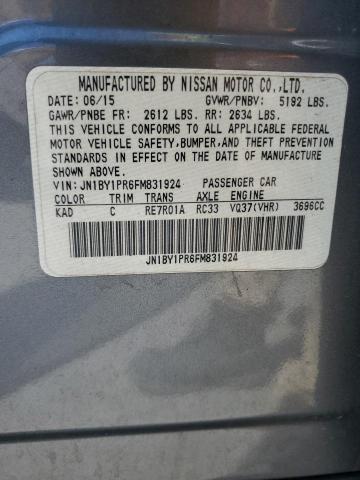 MANUFACTURED BY NISSAN MOTOR CO.,LTD.
DATE: 06/15 GVWR/PNBV: 5192 LBS.
GAWR/PNBE FR: 2612 LBS. RR: 2634 LBS.
THIS VEHICLE CONFORMS TO ALL APPLICABLE FEDERAL
MOTOR VEHICLE SAFETY,BUMPER,AND THEFT PREVENTION
STANDARDS IN EFFECT ON THE DATE OF MANUFACTURE
SHOWN ABOVE.
VIN: JN1BY1PR6FM831924 PASSENGER CAR
COLOR TRIM TRANS AXLE ENGINE
KAD C RE7R01A RC33 VQ37(VHR) 3696CC
JN1BY1PR6FM831924